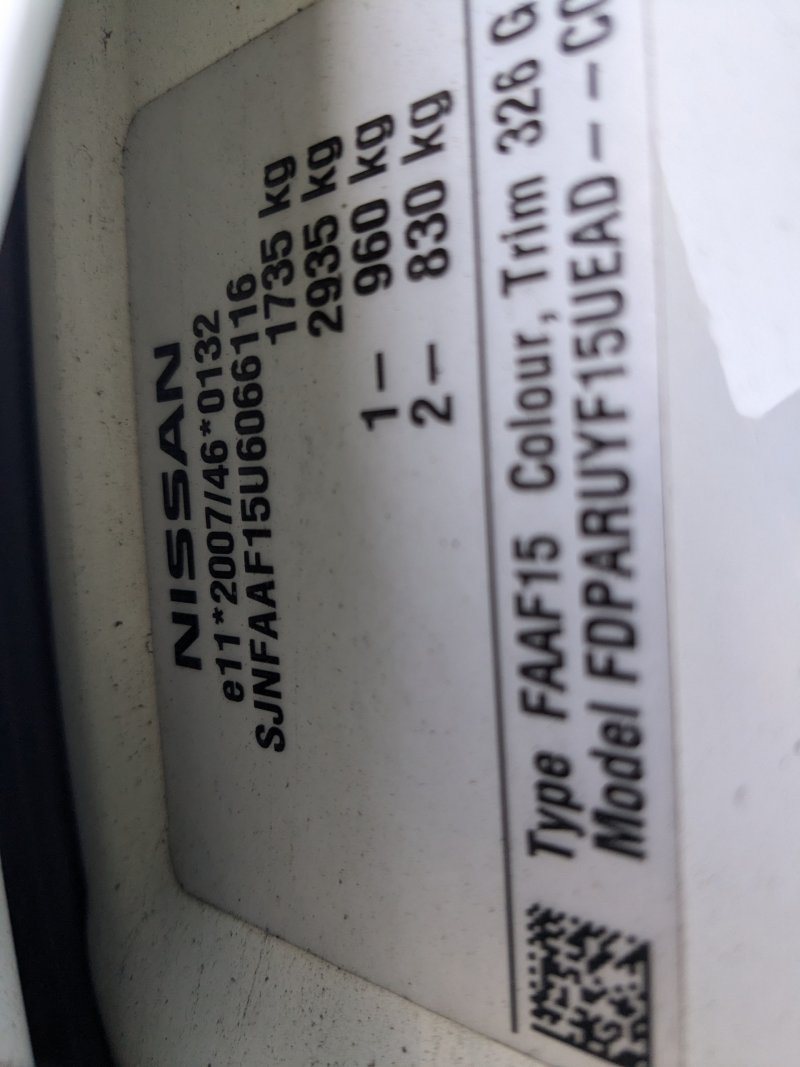 NISSAN
e11*2007/46*0132
SJNFAAF15U6066116
1735 kg
2935 kg
1- 960 kg
2- 830 kg
Type FAAF15 Colour, Trim 326 G
Model FDPARUYF15UEAD--C